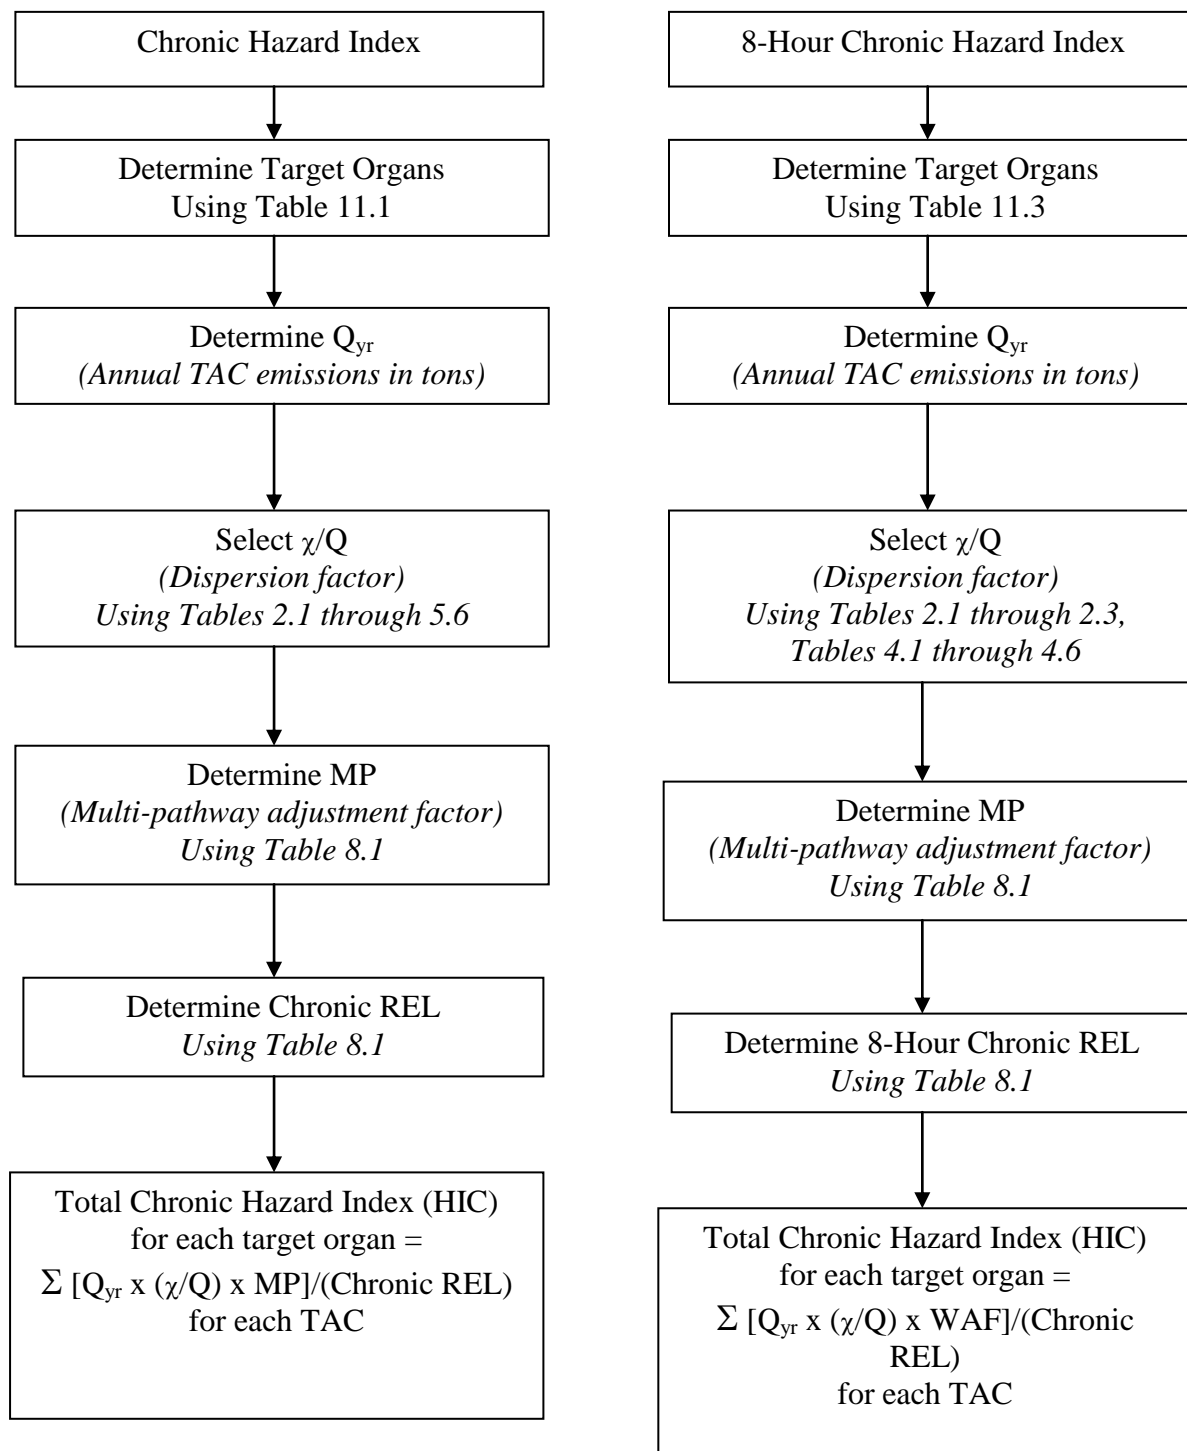 Chronic Hazard Index
Determine Target Organs
Using Table 11.1
Determine Qyr
(Annual TAC emissions in tons)
Select χ/Q
(Dispersion factor)
Using Tables 2.1 through 5.6
Determine MP
(Multi-pathway adjustment factor)
Using Table 8.1
Determine Chronic REL
Using Table 8.1
Total Chronic Hazard Index (HIC)
for each target organ =
Σ [Qyr x (χ/Q) x MP]/(Chronic REL)
for each TAC
8-Hour Chronic Hazard Index
Determine Target Organs
Using Table 11.3
Determine Qyr
(Annual TAC emissions in tons)
Select χ/Q
(Dispersion factor)
Using Tables 2.1 through 2.3,
Tables 4.1 through 4.6
Determine MP
(Multi-pathway adjustment factor)
Using Table 8.1
Determine 8-Hour Chronic REL
Using Table 8.1
Total Chronic Hazard Index (HIC)
for each target organ =
Σ [Qyr x (χ/Q) x WAF]/(Chronic
REL)
for each TAC